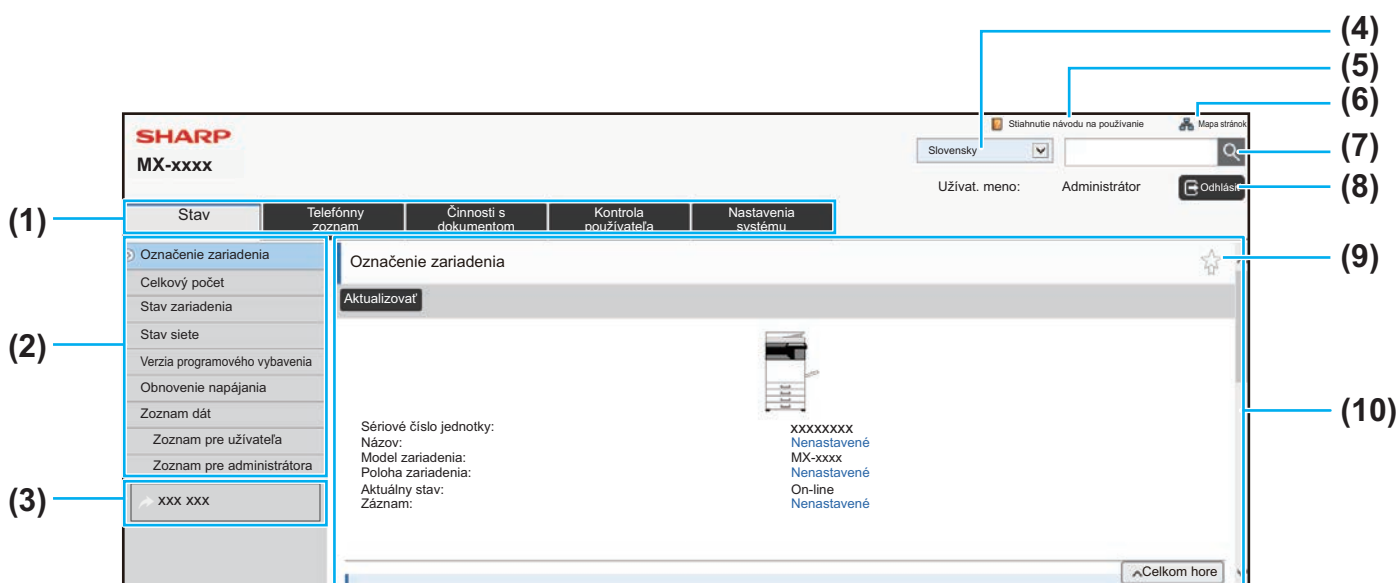 (4)
(5)
(6)
Stiahnutie návodu na používanie Mapa stránok
SHARP
MX-xxxx
Slovensky
(7)
Užívat. meno: Administrátor Odhlásiť
(8)
(1)
Stav
Telefónny zoznam
Činnosti s dokumentom
Kontrola používateľa
Nastavenia systému
(2)
Označenie zariadenia
Celkový počet
Stav zariadenia
Stav siete
Verzia programového vybavenia
Obnovenie napájania
Zoznam dát
Zoznam pre užívateľa
Zoznam pre administrátora
(3)
xxx xxx
Označenie zariadenia
(9)
Aktualizovať
(10)
Sériové číslo jednotky: xxxxxxxx
Názov: Nenastavené
Model zariadenia: MX-xxxx
Poloha zariadenia: Nenastavené
Aktuálny stav: On-line
Záznam: Nenastavené
Celkom hore